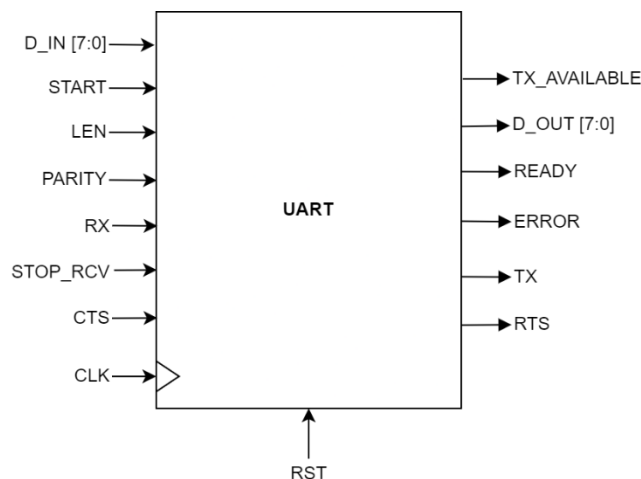 D_IN [7:0]
START
LEN
PARITY
RX
STOP_RCV
CTS
CLK
UART
TX_AVAILABLE
D_OUT [7:0]
READY
ERROR
TX
RTS
RST